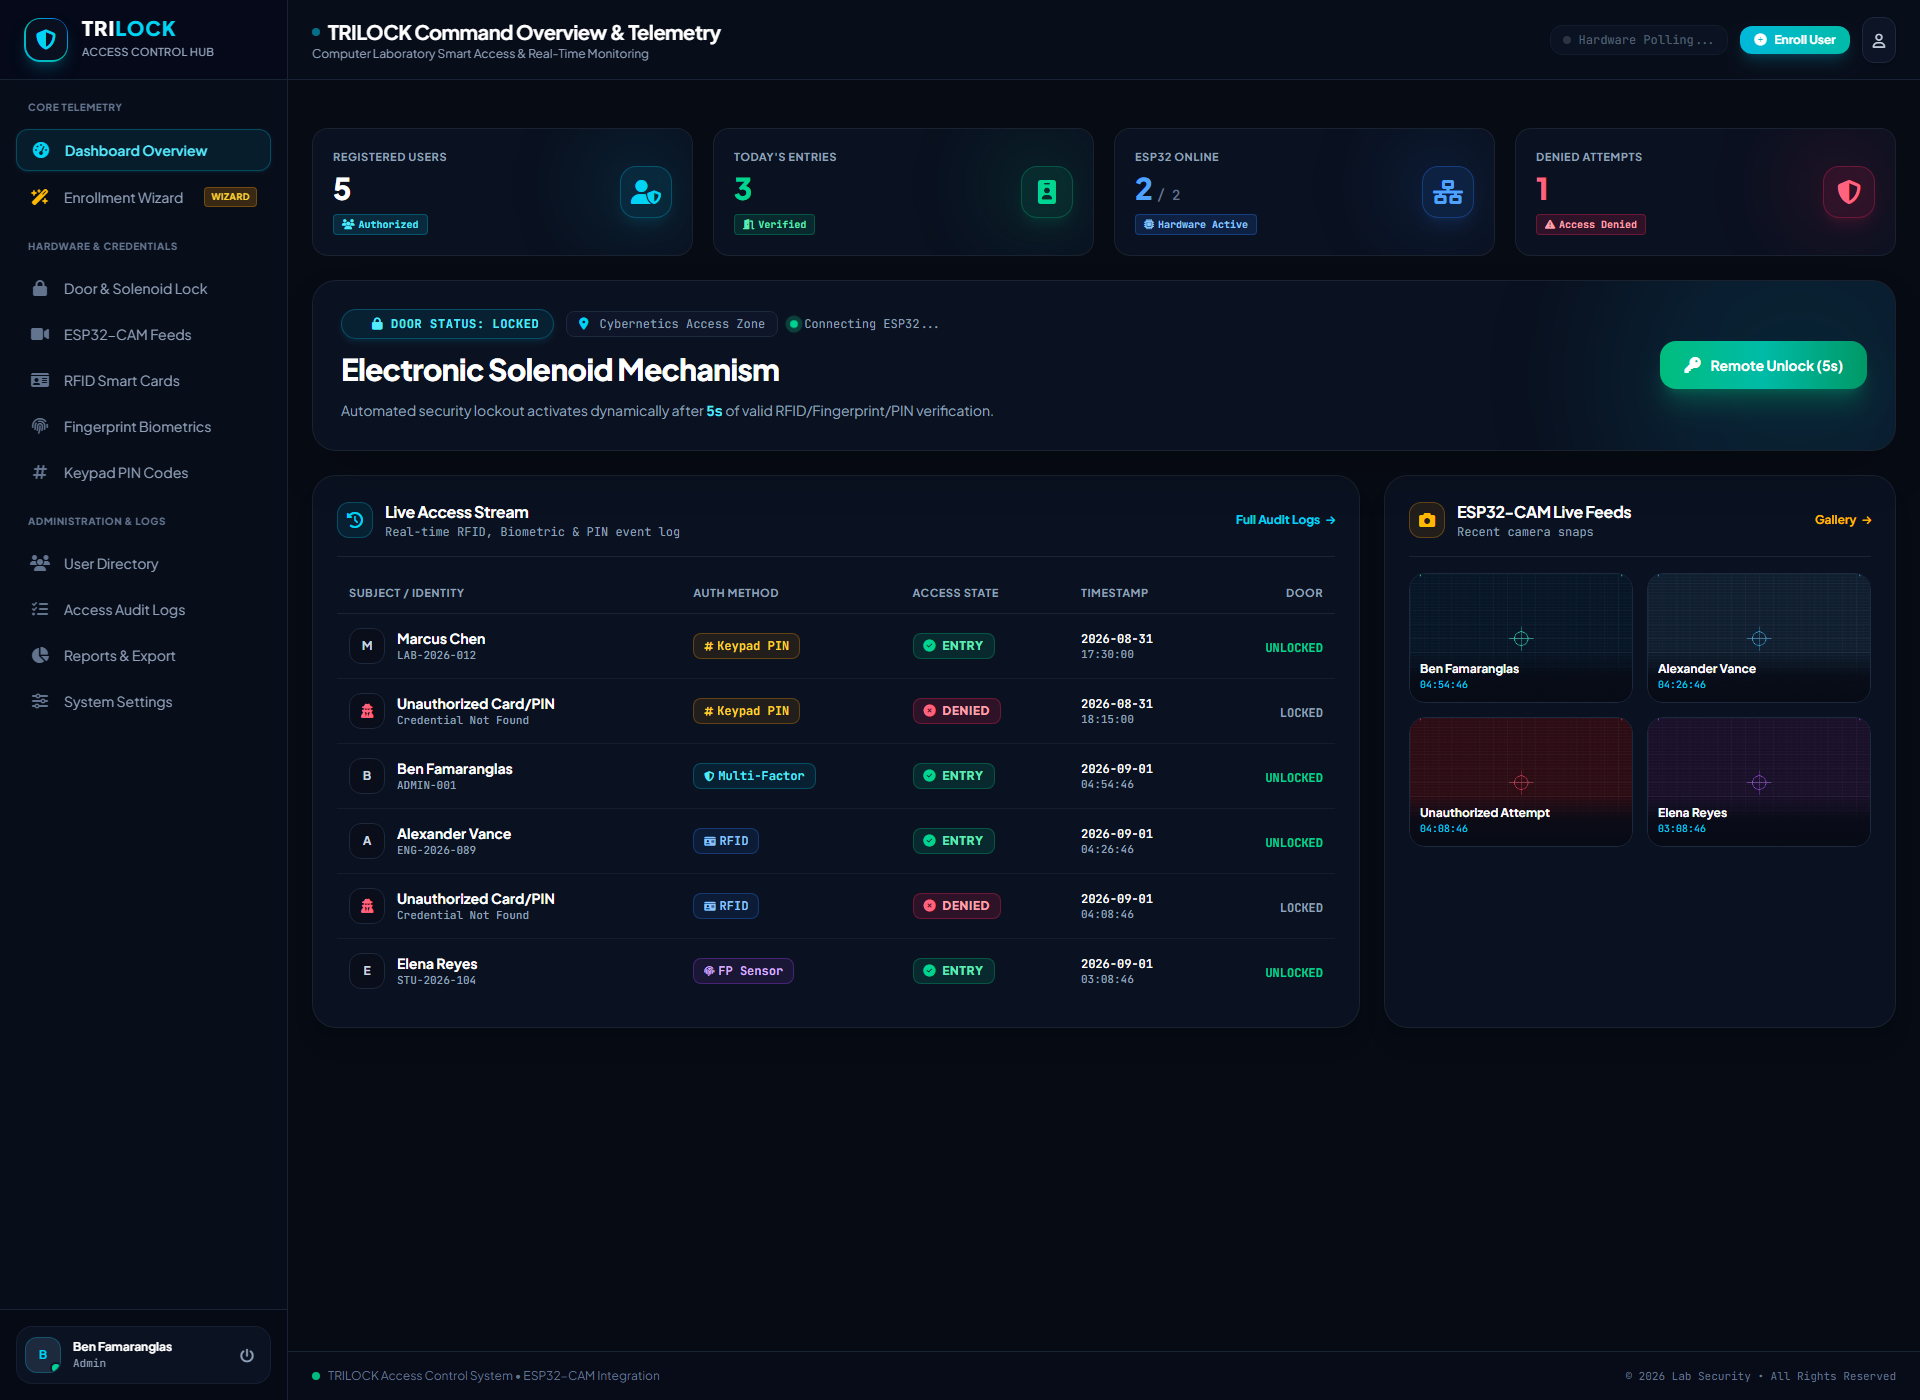 TRILOCK
ACCESS CONTROL HUB
CORE TELEMETRY
Dashboard Overview
Enrollment Wizard WIZARD
HARDWARE & CREDENTIALS
Door & Solenoid Lock
ESP32-CAM Feeds
RFID Smart Cards
Fingerprint Biometrics
Keypad PIN Codes
ADMINISTRATION & LOGS
User Directory
Access Audit Logs
Reports & Export
System Settings
B
Ben Famaranglas
Admin
TRILOCK Command Overview & Telemetry
Computer Laboratory Smart Access & Real-Time Monitoring
Hardware Polling...
Enroll User
REGISTERED USERS
5
Authorized
TODAY'S ENTRIES
3
Verified
ESP32 ONLINE
2 / 2
Hardware Active
DENIED ATTEMPTS
1
Access Denied
DOOR STATUS: LOCKED
Cybernetics Access Zone
Connecting ESP32...
Electronic Solenoid Mechanism
Automated security lockout activates dynamically after 5s of valid RFID/Fingerprint/PIN verification.
Remote Unlock (5s)
Live Access Stream
Real-time RFID, Biometric & PIN event log
Full Audit Logs →
SUBJECT / IDENTITY AUTH METHOD ACCESS STATE TIMESTAMP DOOR
M Marcus Chen # Keypad PIN ENTRY 2026-08-31 UNLOCKED
LAB-2026-012 17:30:00
Unauthorized Card/PIN # Keypad PIN DENIED 2026-08-31 LOCKED
Credential Not Found 18:15:00
B Ben Famaranglas Multi-Factor ENTRY 2026-09-01 UNLOCKED
ADMIN-001 04:54:46
A Alexander Vance RFID ENTRY 2026-09-01 UNLOCKED
ENG-2026-089 04:26:46
Unauthorized Card/PIN RFID DENIED 2026-09-01 LOCKED
Credential Not Found 04:08:46
E Elena Reyes FP Sensor ENTRY 2026-09-01 UNLOCKED
STU-2026-104 03:08:46
ESP32-CAM Live Feeds
Recent camera snaps
Gallery →
Ben Famaranglas
04:54:46
Alexander Vance
04:26:46
Unauthorized Attempt
04:08:46
Elena Reyes
03:08:46
TRILOCK Access Control System • ESP32-CAM Integration
© 2026 Lab Security • All Rights Reserved